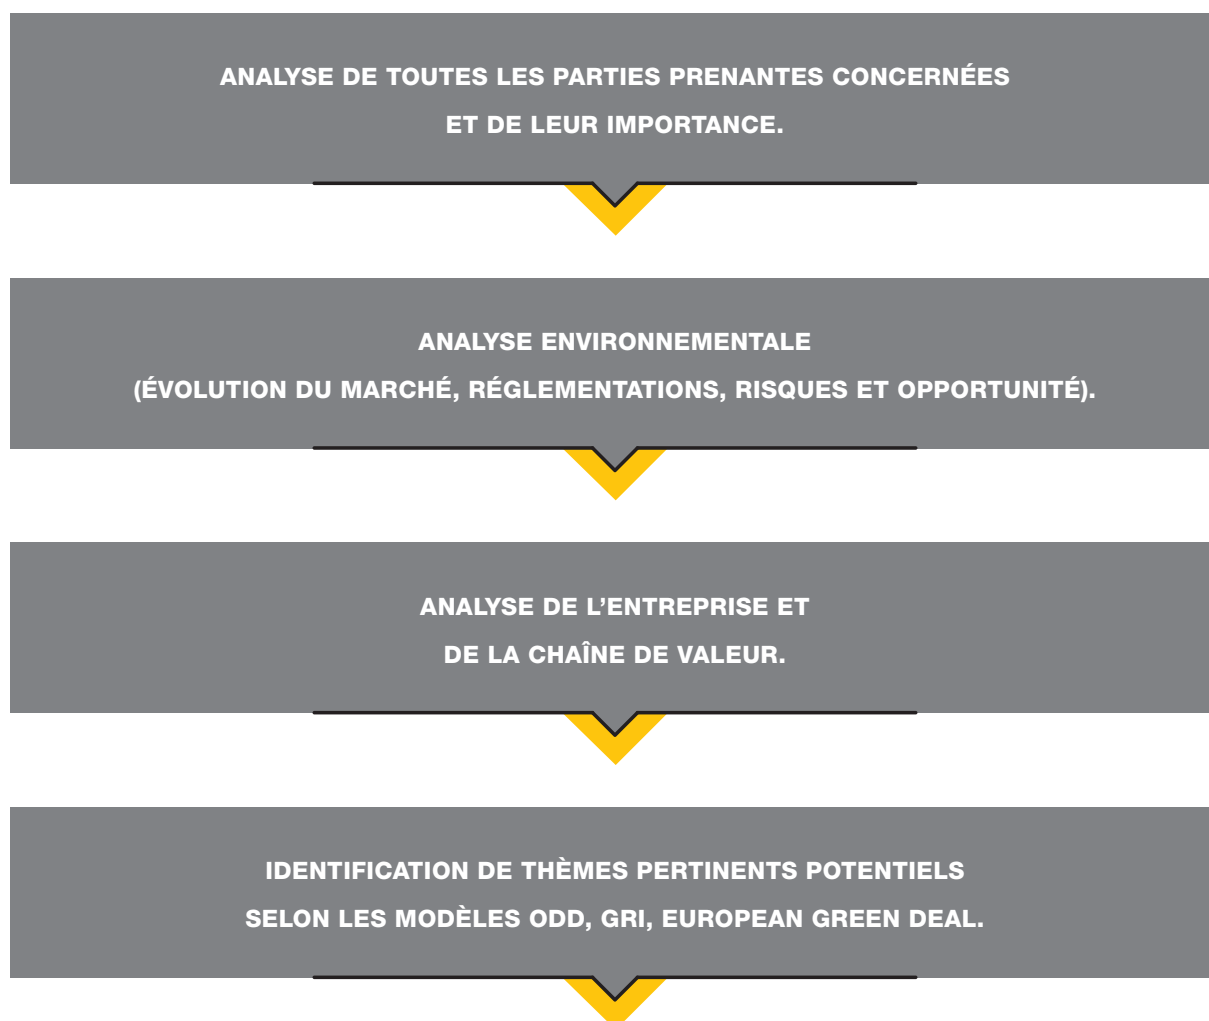 ANALYSE DE TOUTES LES PARTIES PRENANTES CONCERNÉES
ET DE LEUR IMPORTANCE.
ANALYSE ENVIRONNEMENTALE
(ÉVOLUTION DU MARCHÉ, RÉGLEMENTATIONS, RISQUES ET OPPORTUNITÉ).
ANALYSE DE L’ENTREPRISE ET
DE LA CHAÎNE DE VALEUR.
IDENTIFICATION DE THÈMES PERTINENTS POTENTIELS
SELON LES MODÈLES ODD, GRI, EUROPEAN GREEN DEAL.